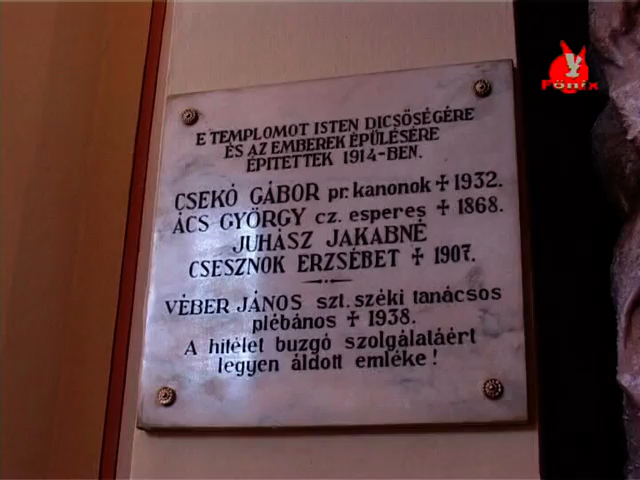 E TEMPLOMOT ISTEN DICSŐSÉGÉRE
ÉS AZ EMBEREK ÉPÜLÉSÉRE
ÉPITETTEK 1914-BEN.
CSEKŐ GÁBOR pr. kanonok ✝ 1932.
ÁCS GYÖRGY cz. esperes ✝ 1868.
JUHÁSZ JAKABNÉ
CSESZNOK ERZSÉBET ✝ 1907.
VÉBER JÁNOS szt. széki tanácsos
plébános ✝ 1938.
A hitélet buzgó szolgálatáért
legyen áldott emléke!
Főnix